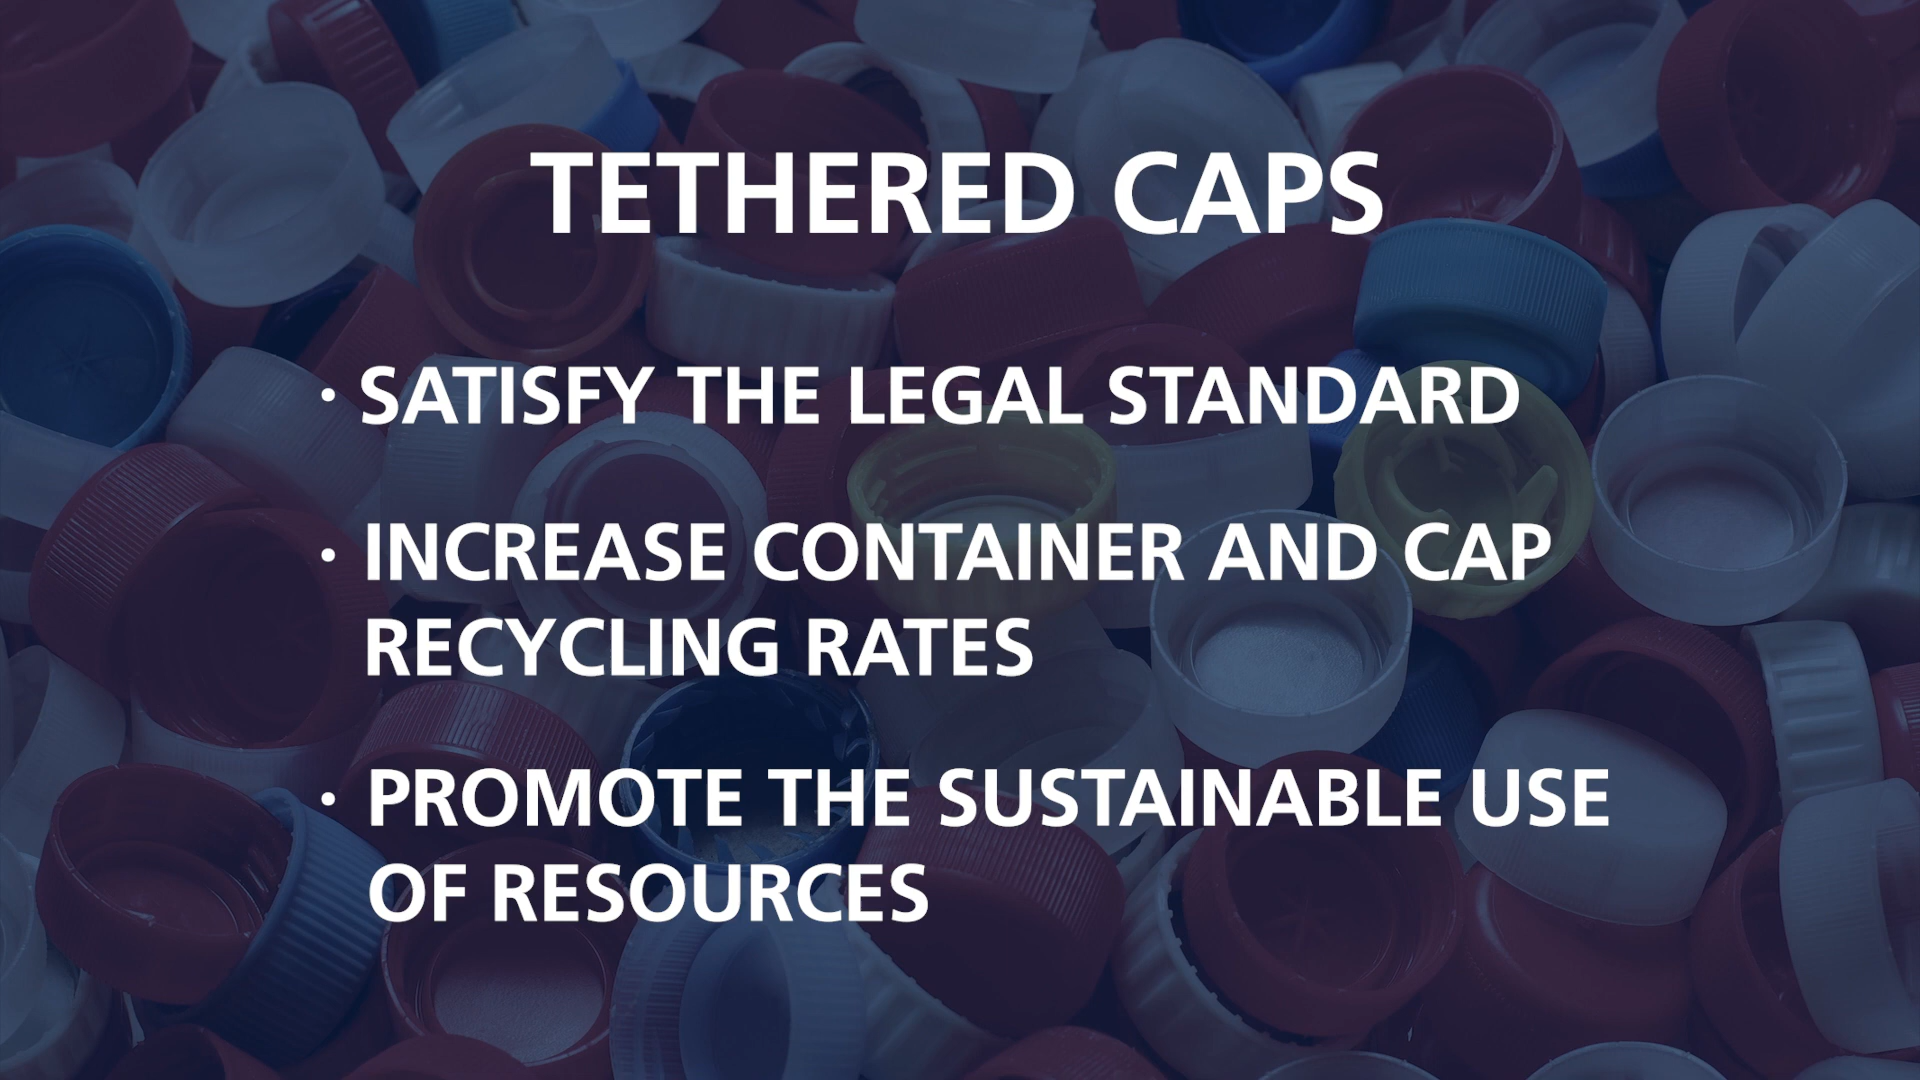 TETHERED CAPS
· SATISFY THE LEGAL STANDARD
· INCREASE CONTAINER AND CAP
RECYCLING RATES
· PROMOTE THE SUSTAINABLE USE
OF RESOURCES